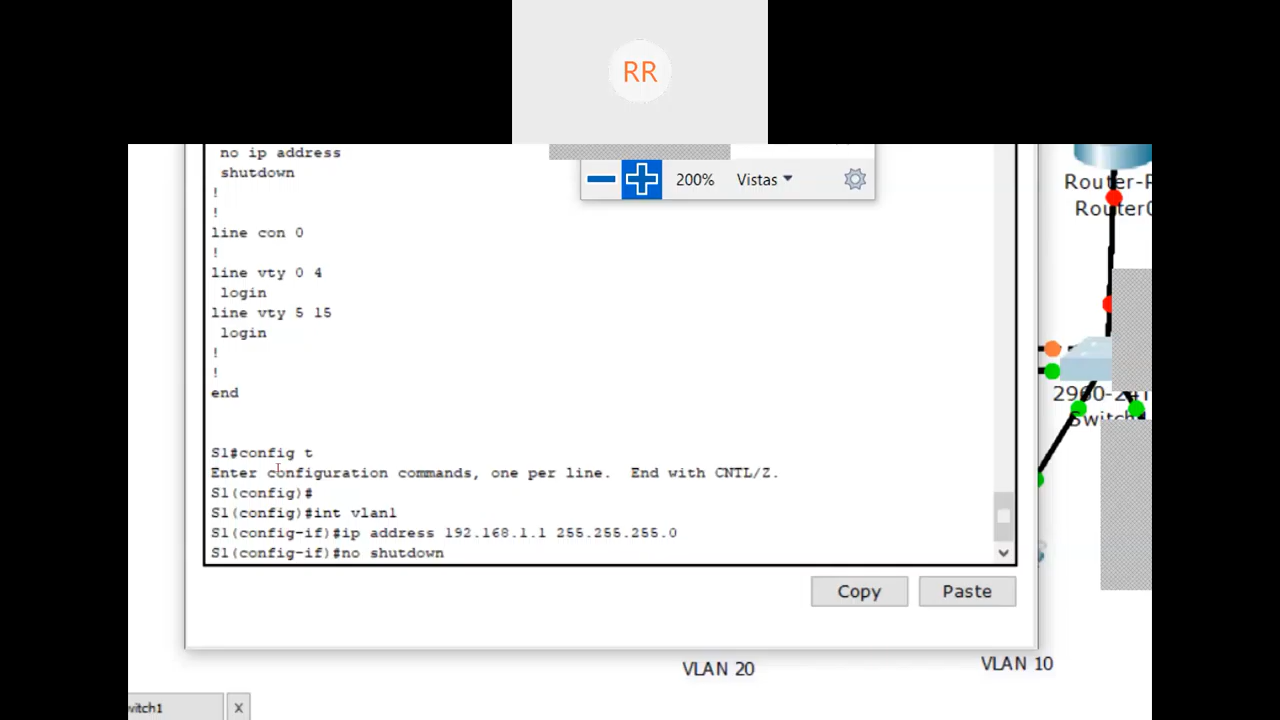 RR
no ip address
shutdown
!
!
200% Vistas
line con 0
!
line vty 0 4
login
line vty 5 15
login
!
!
end
S1#config t
Enter configuration commands, one per line. End with CNTL/Z.
S1(config)#
S1(config)#int vlan1
S1(config-if)#ip address 192.168.1.1 255.255.255.0
S1(config-if)#no shutdown
Copy Paste
Router-P
Router0
2960-24T
Switch1
VLAN 20
VLAN 10
witch1 X